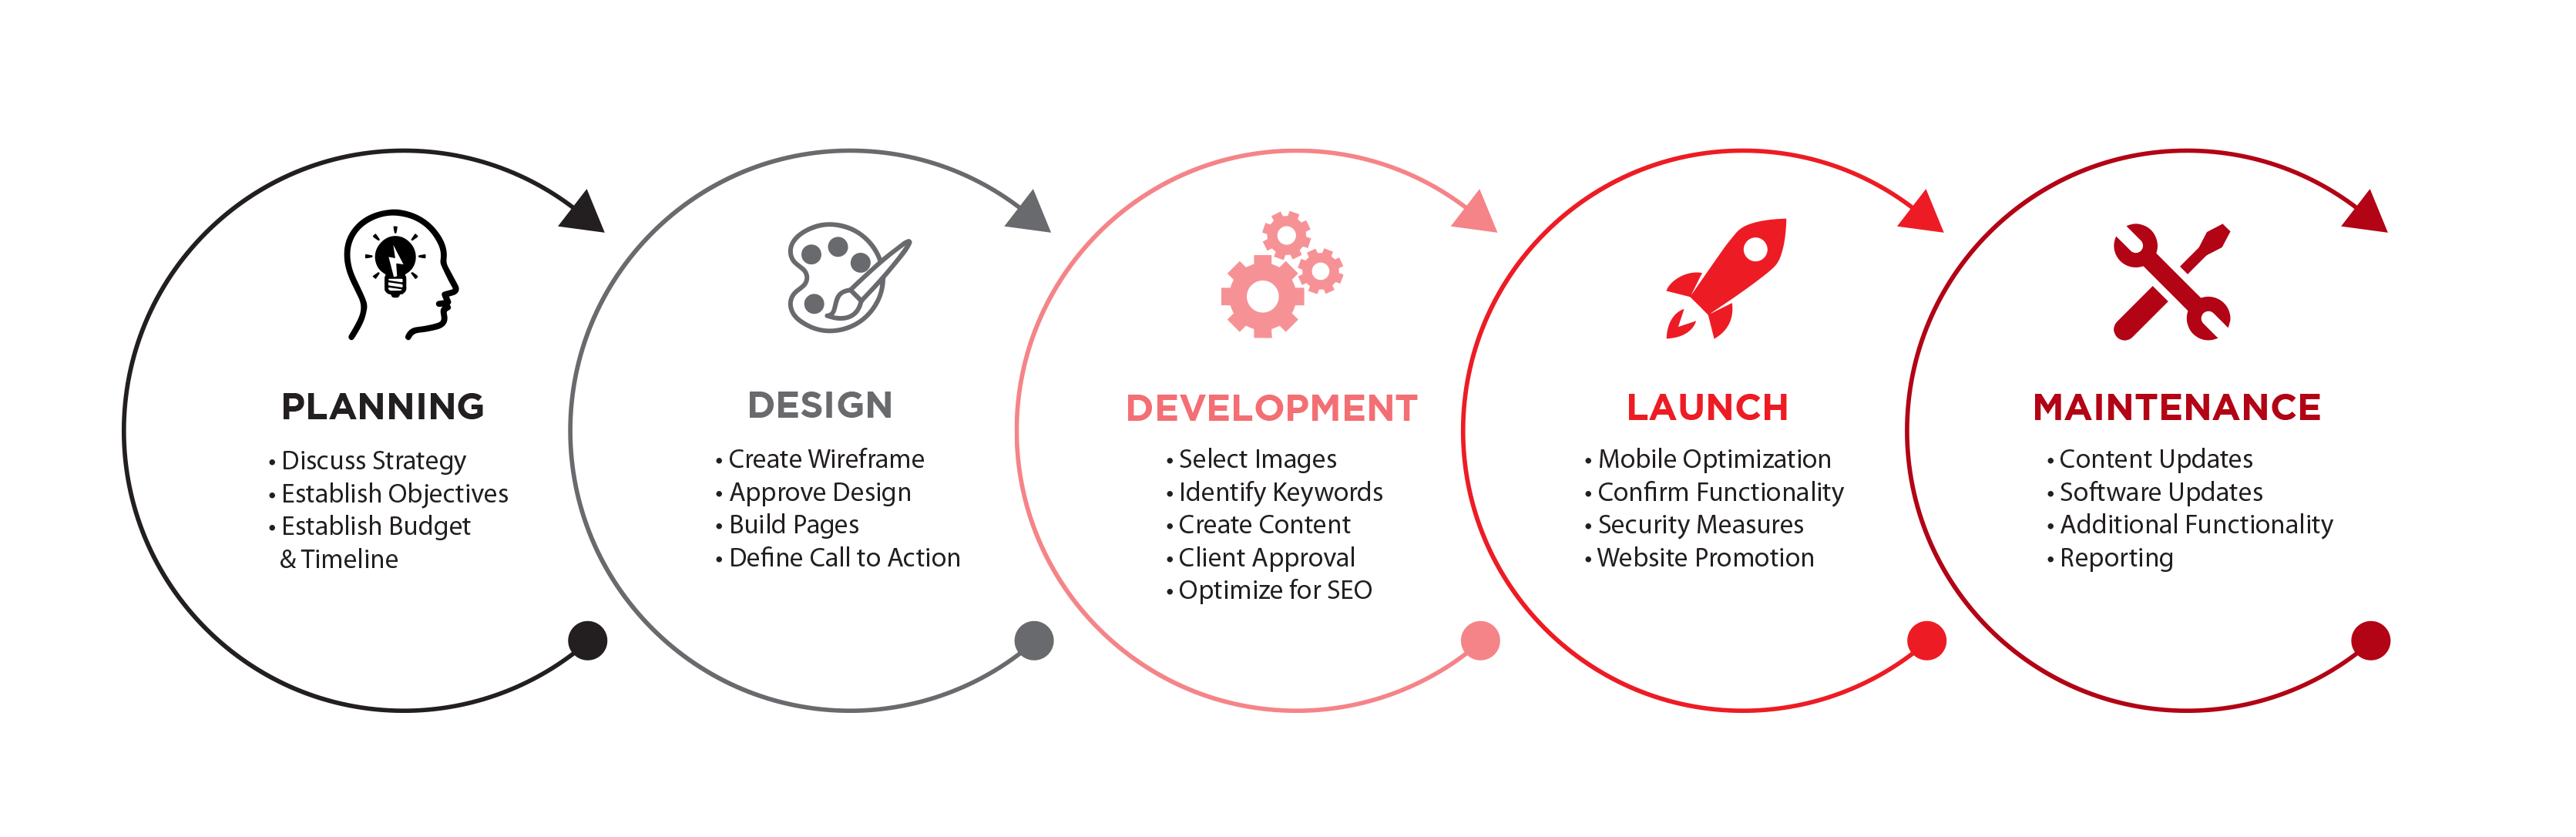 PLANNING
• Discuss Strategy
• Establish Objectives
• Establish Budget
& Timeline
DESIGN
• Create Wireframe
• Approve Design
• Build Pages
• Define Call to Action
DEVELOPMENT
• Select Images
• Identify Keywords
• Create Content
• Client Approval
• Optimize for SEO
LAUNCH
• Mobile Optimization
• Confirm Functionality
• Security Measures
• Website Promotion
MAINTENANCE
• Content Updates
• Software Updates
• Additional Functionality
• Reporting